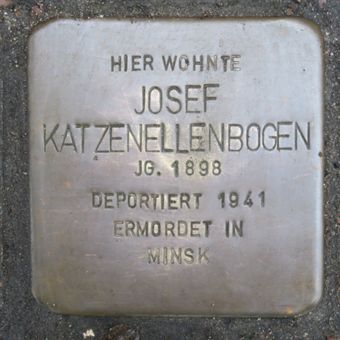 HIER WOHNTE
JOSEF
KATZENELLENBOGEN
JG. 1898
DEPORTIERT 1941
ERMORDET IN
MINSK